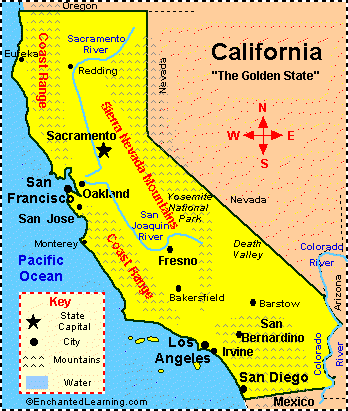 Oregon
California
"The Golden State"
Eureka
Coast Range
Sacramento
River
Redding
Nevada
N
W
E
S
Sacramento
Sierra Nevada Mountains
San
Francisco
Oakland
San Jose
Yosemite
National
Park
Nevada
San
Joaquin
River
Monterey
Coast Range
Fresno
Death
Valley
Colorado
River
Pacific
Ocean
Arizona
Bakersfield
Barstow
Key
State
Capital
City
Mountains
Water
San
Bernardino
Los
Angeles
Irvine
Colorado
River
San Diego
Mexico
©EnchantedLearning.com